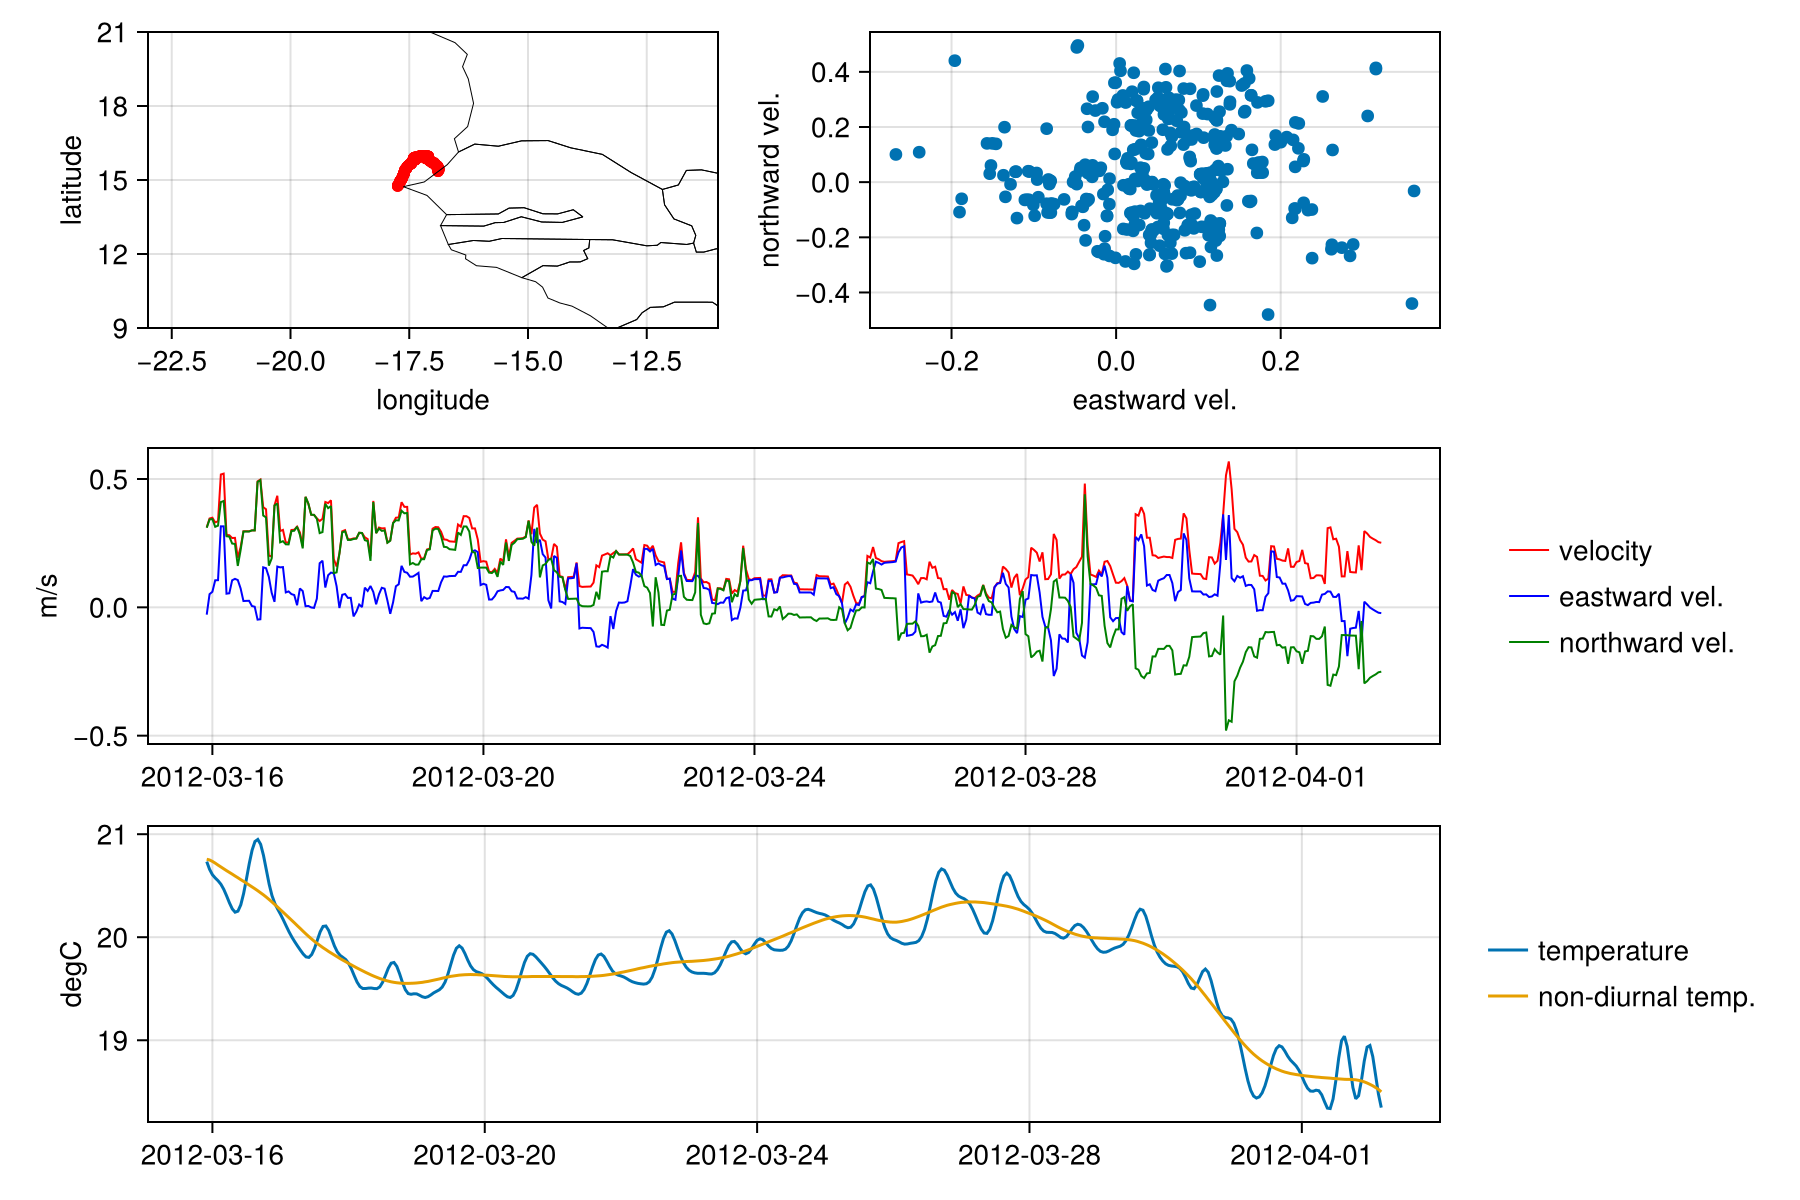 21
18
15
12
9
latitude
−22.5 −20.0 −17.5 −15.0 −12.5
longitude
0.4
0.2
0.0
−0.2
−0.4
northward vel.
−0.2 0.0 0.2
eastward vel.
0.5
0.0
−0.5
m/s
2012-03-16 2012-03-20 2012-03-24 2012-03-28 2012-04-01
velocity
eastward vel.
northward vel.
21
20
19
degC
2012-03-16 2012-03-20 2012-03-24 2012-03-28 2012-04-01
temperature
non-diurnal temp.